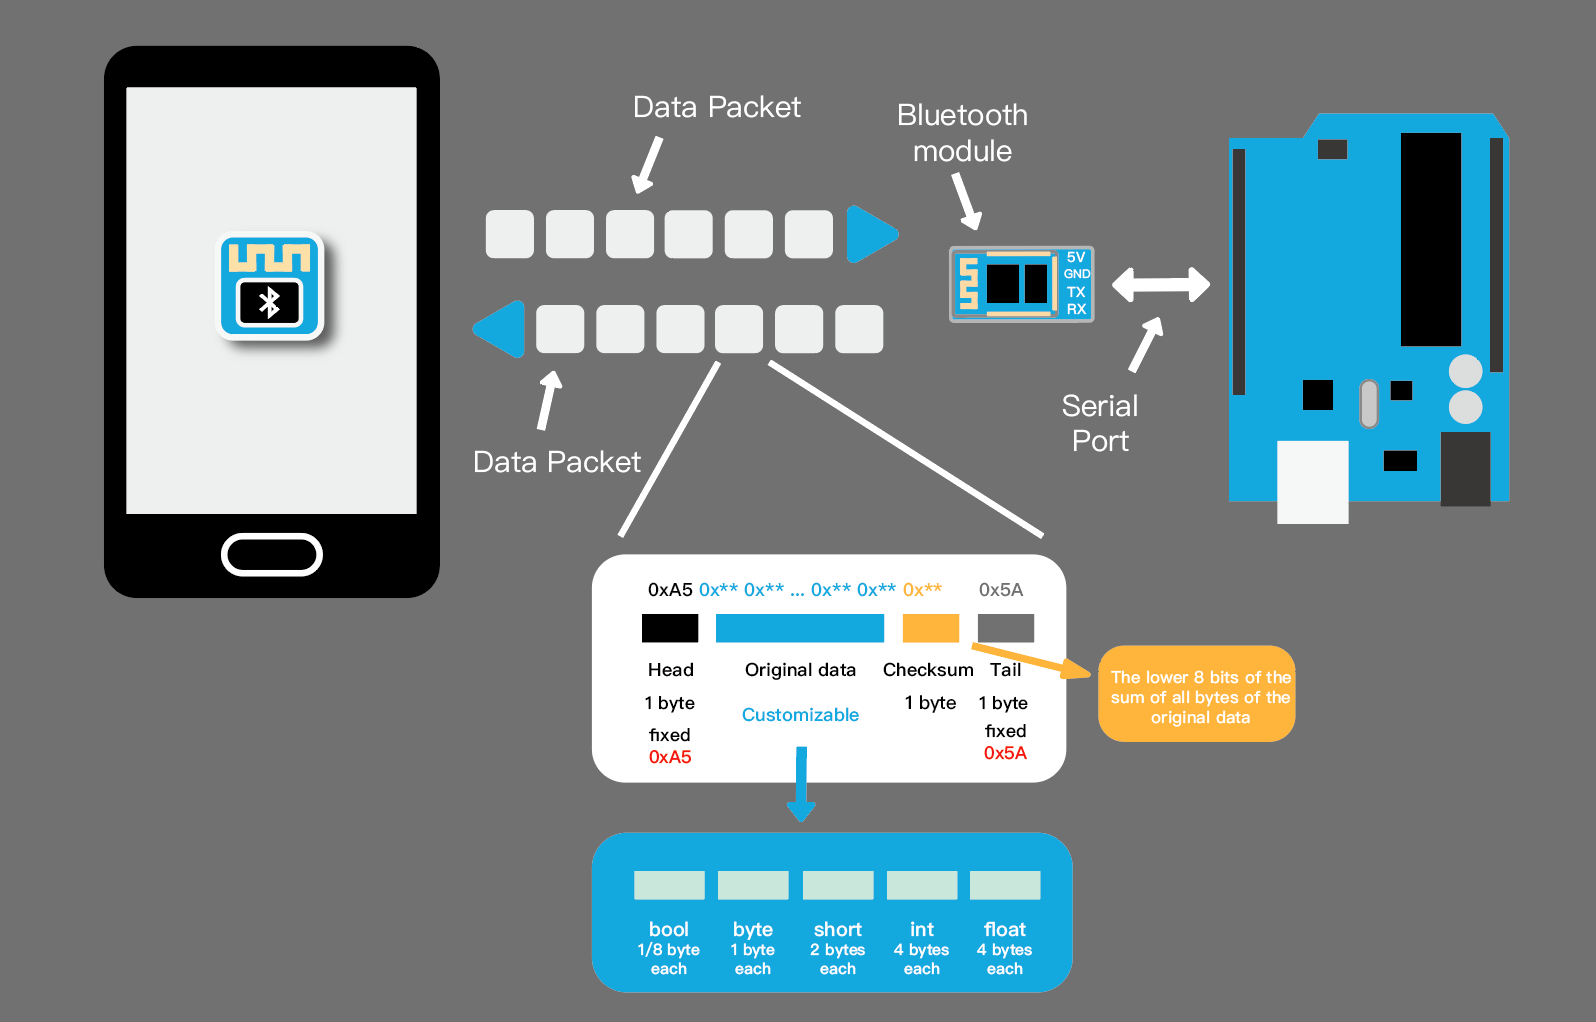 Data Packet
Bluetooth
module
5V
GND
TX
RX
Serial
Port
Data Packet
0xA5 0x** 0x** ... 0x** 0x** 0x** 0x5A
Head Original data Checksum Tail
1 byte 1 byte 1 byte
Customizable
fixed fixed
0xA5 0x5A
The lower 8 bits of the
sum of all bytes of the
original data
bool byte short int float
1/8 byte 1 byte 2 bytes 4 bytes 4 bytes
each each each each each